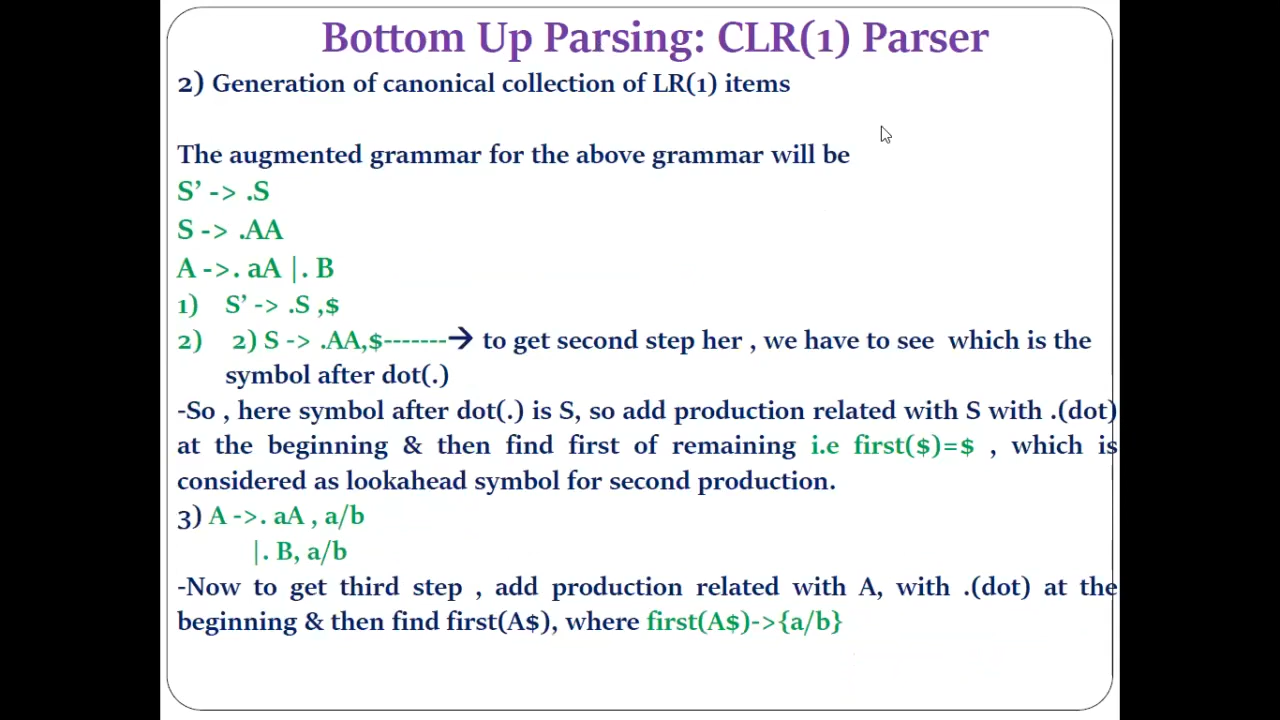 Bottom Up Parsing: CLR(1) Parser
2) Generation of canonical collection of LR(1) items
The augmented grammar for the above grammar will be
S’ -> .S
S -> .AA
A ->. aA |. B
1) S’ -> .S ,$
2) 2) S -> .AA,$-------→ to get second step her , we have to see which is the
symbol after dot(.)
-So , here symbol after dot(.) is S, so add production related with S with .(dot)
at the beginning & then find first of remaining i.e first($)=$ , which is
considered as lookahead symbol for second production.
3) A ->. aA , a/b
|. B, a/b
-Now to get third step , add production related with A, with .(dot) at the
beginning & then find first(A$), where first(A$)->{a/b}